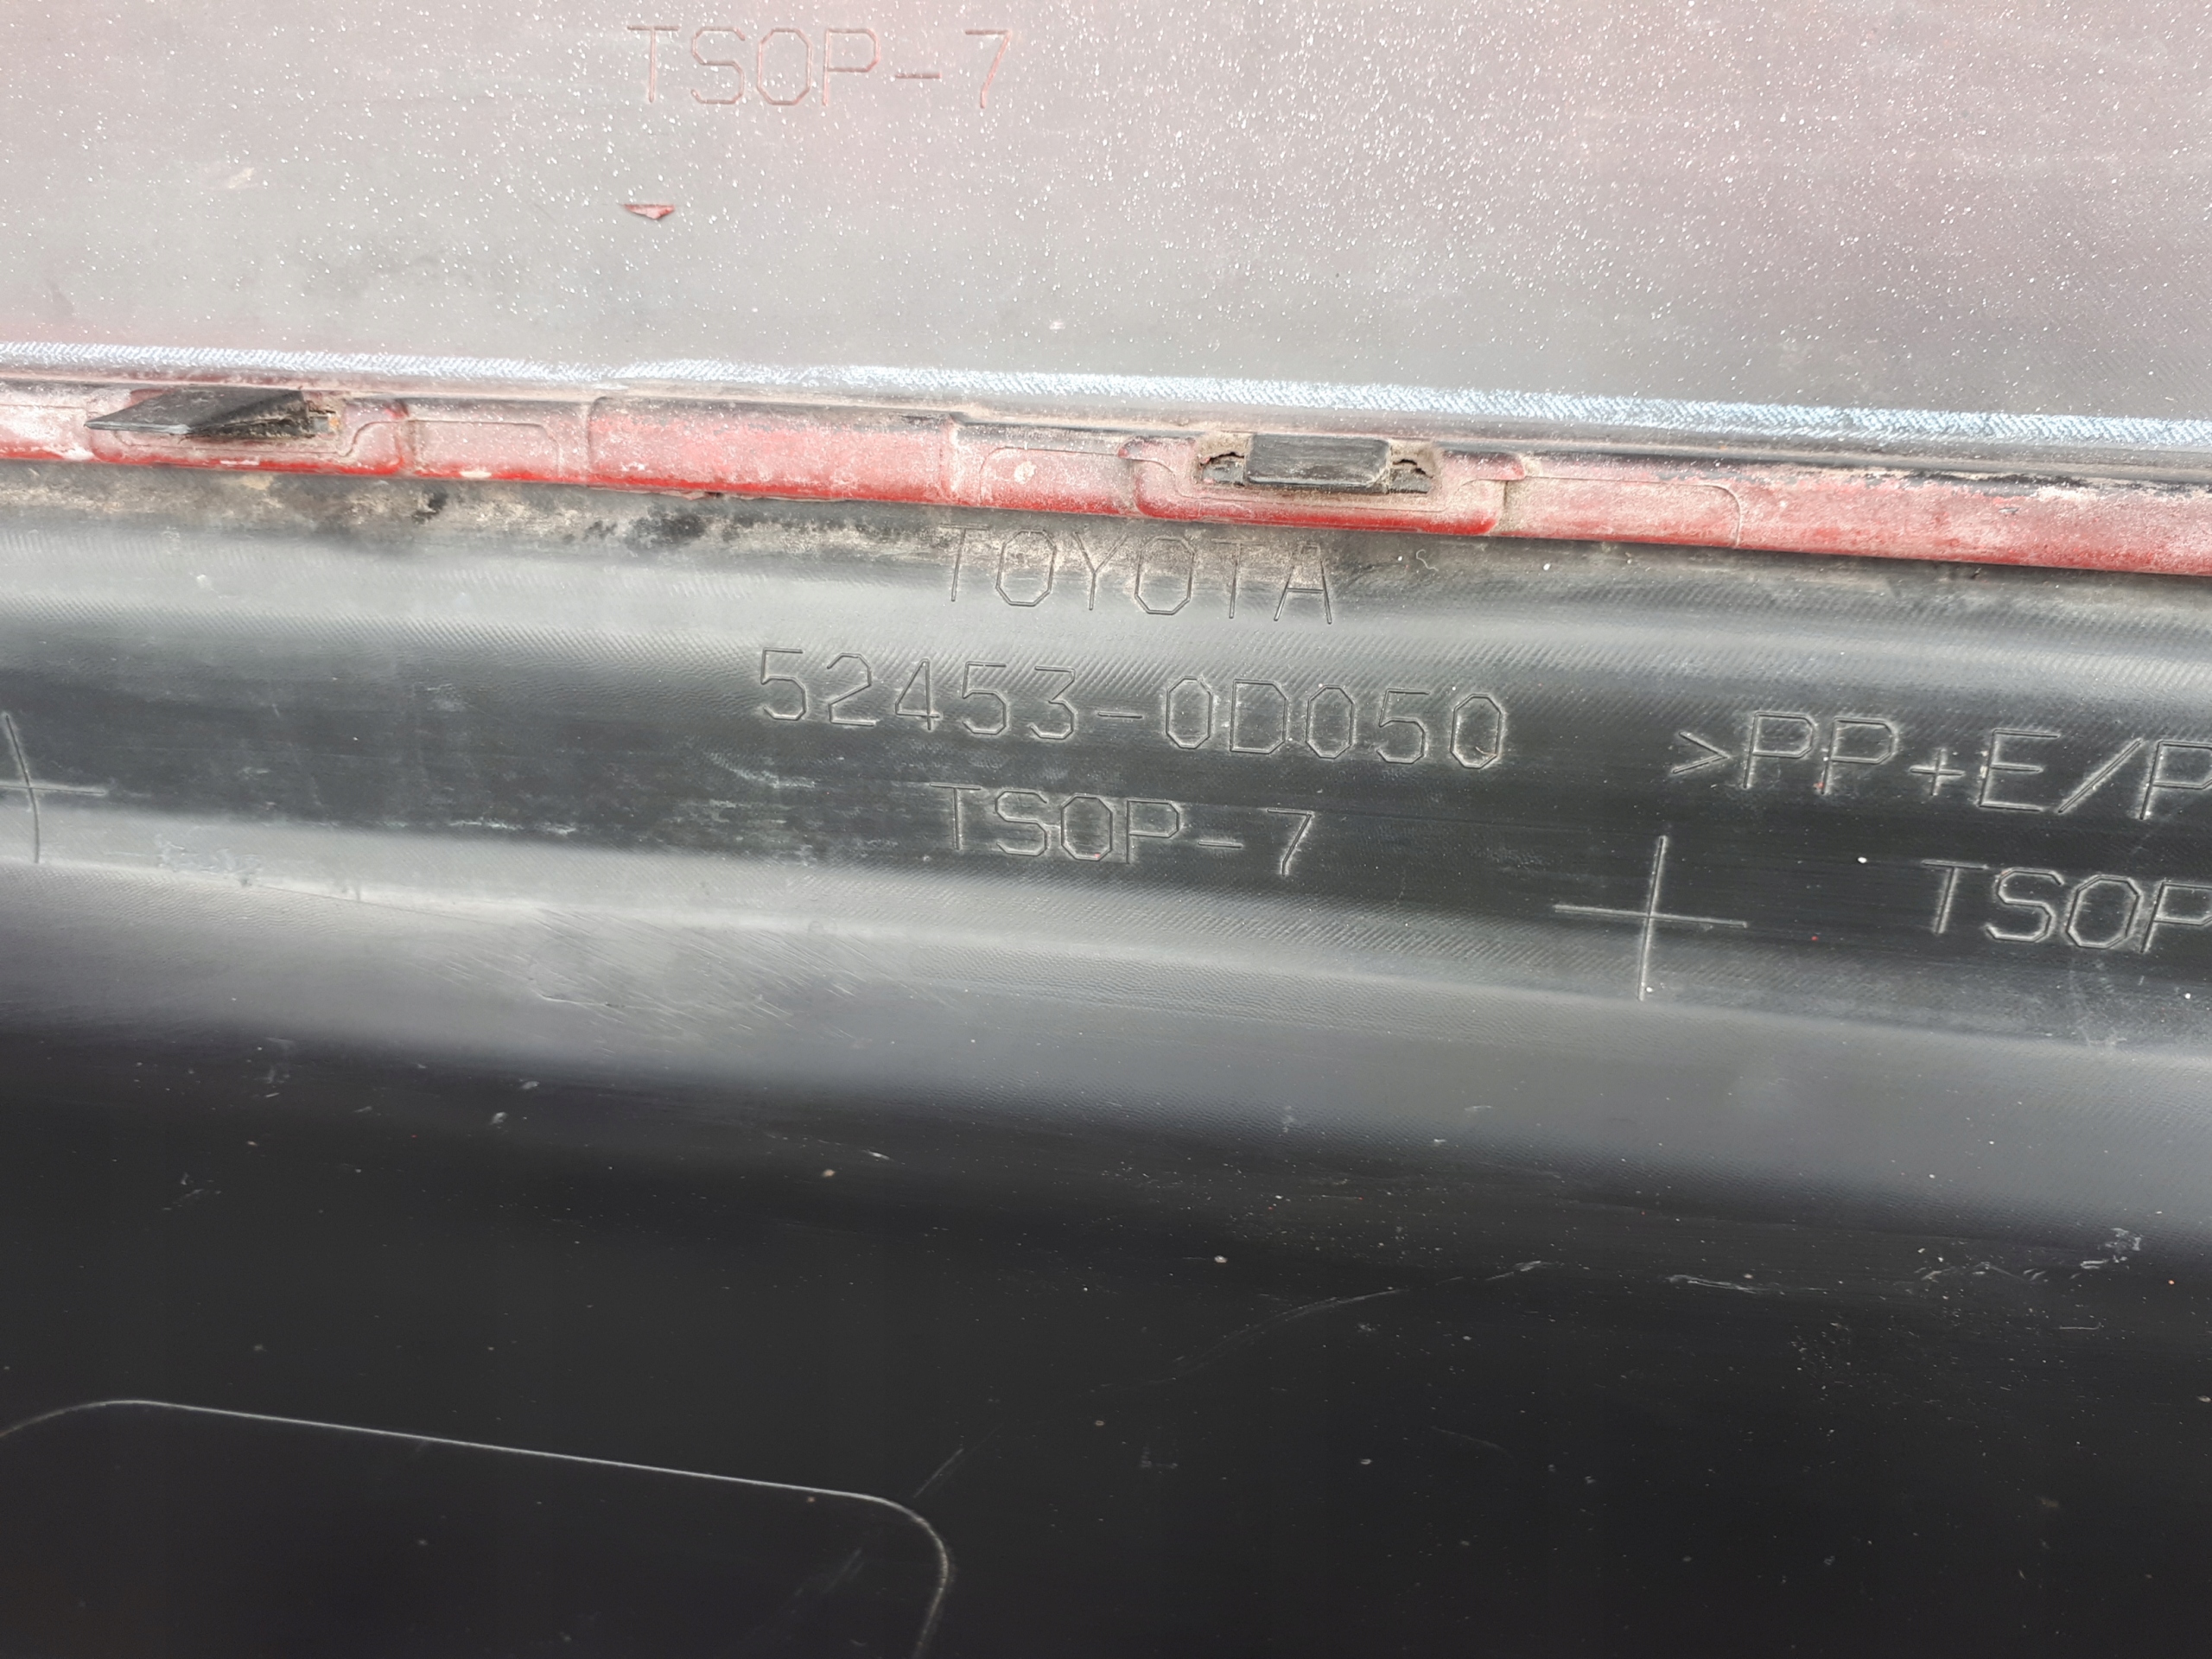 TSOP-7
TOYOTA
52453-0D050
TSOP-7
>PP+E/P
TSOP